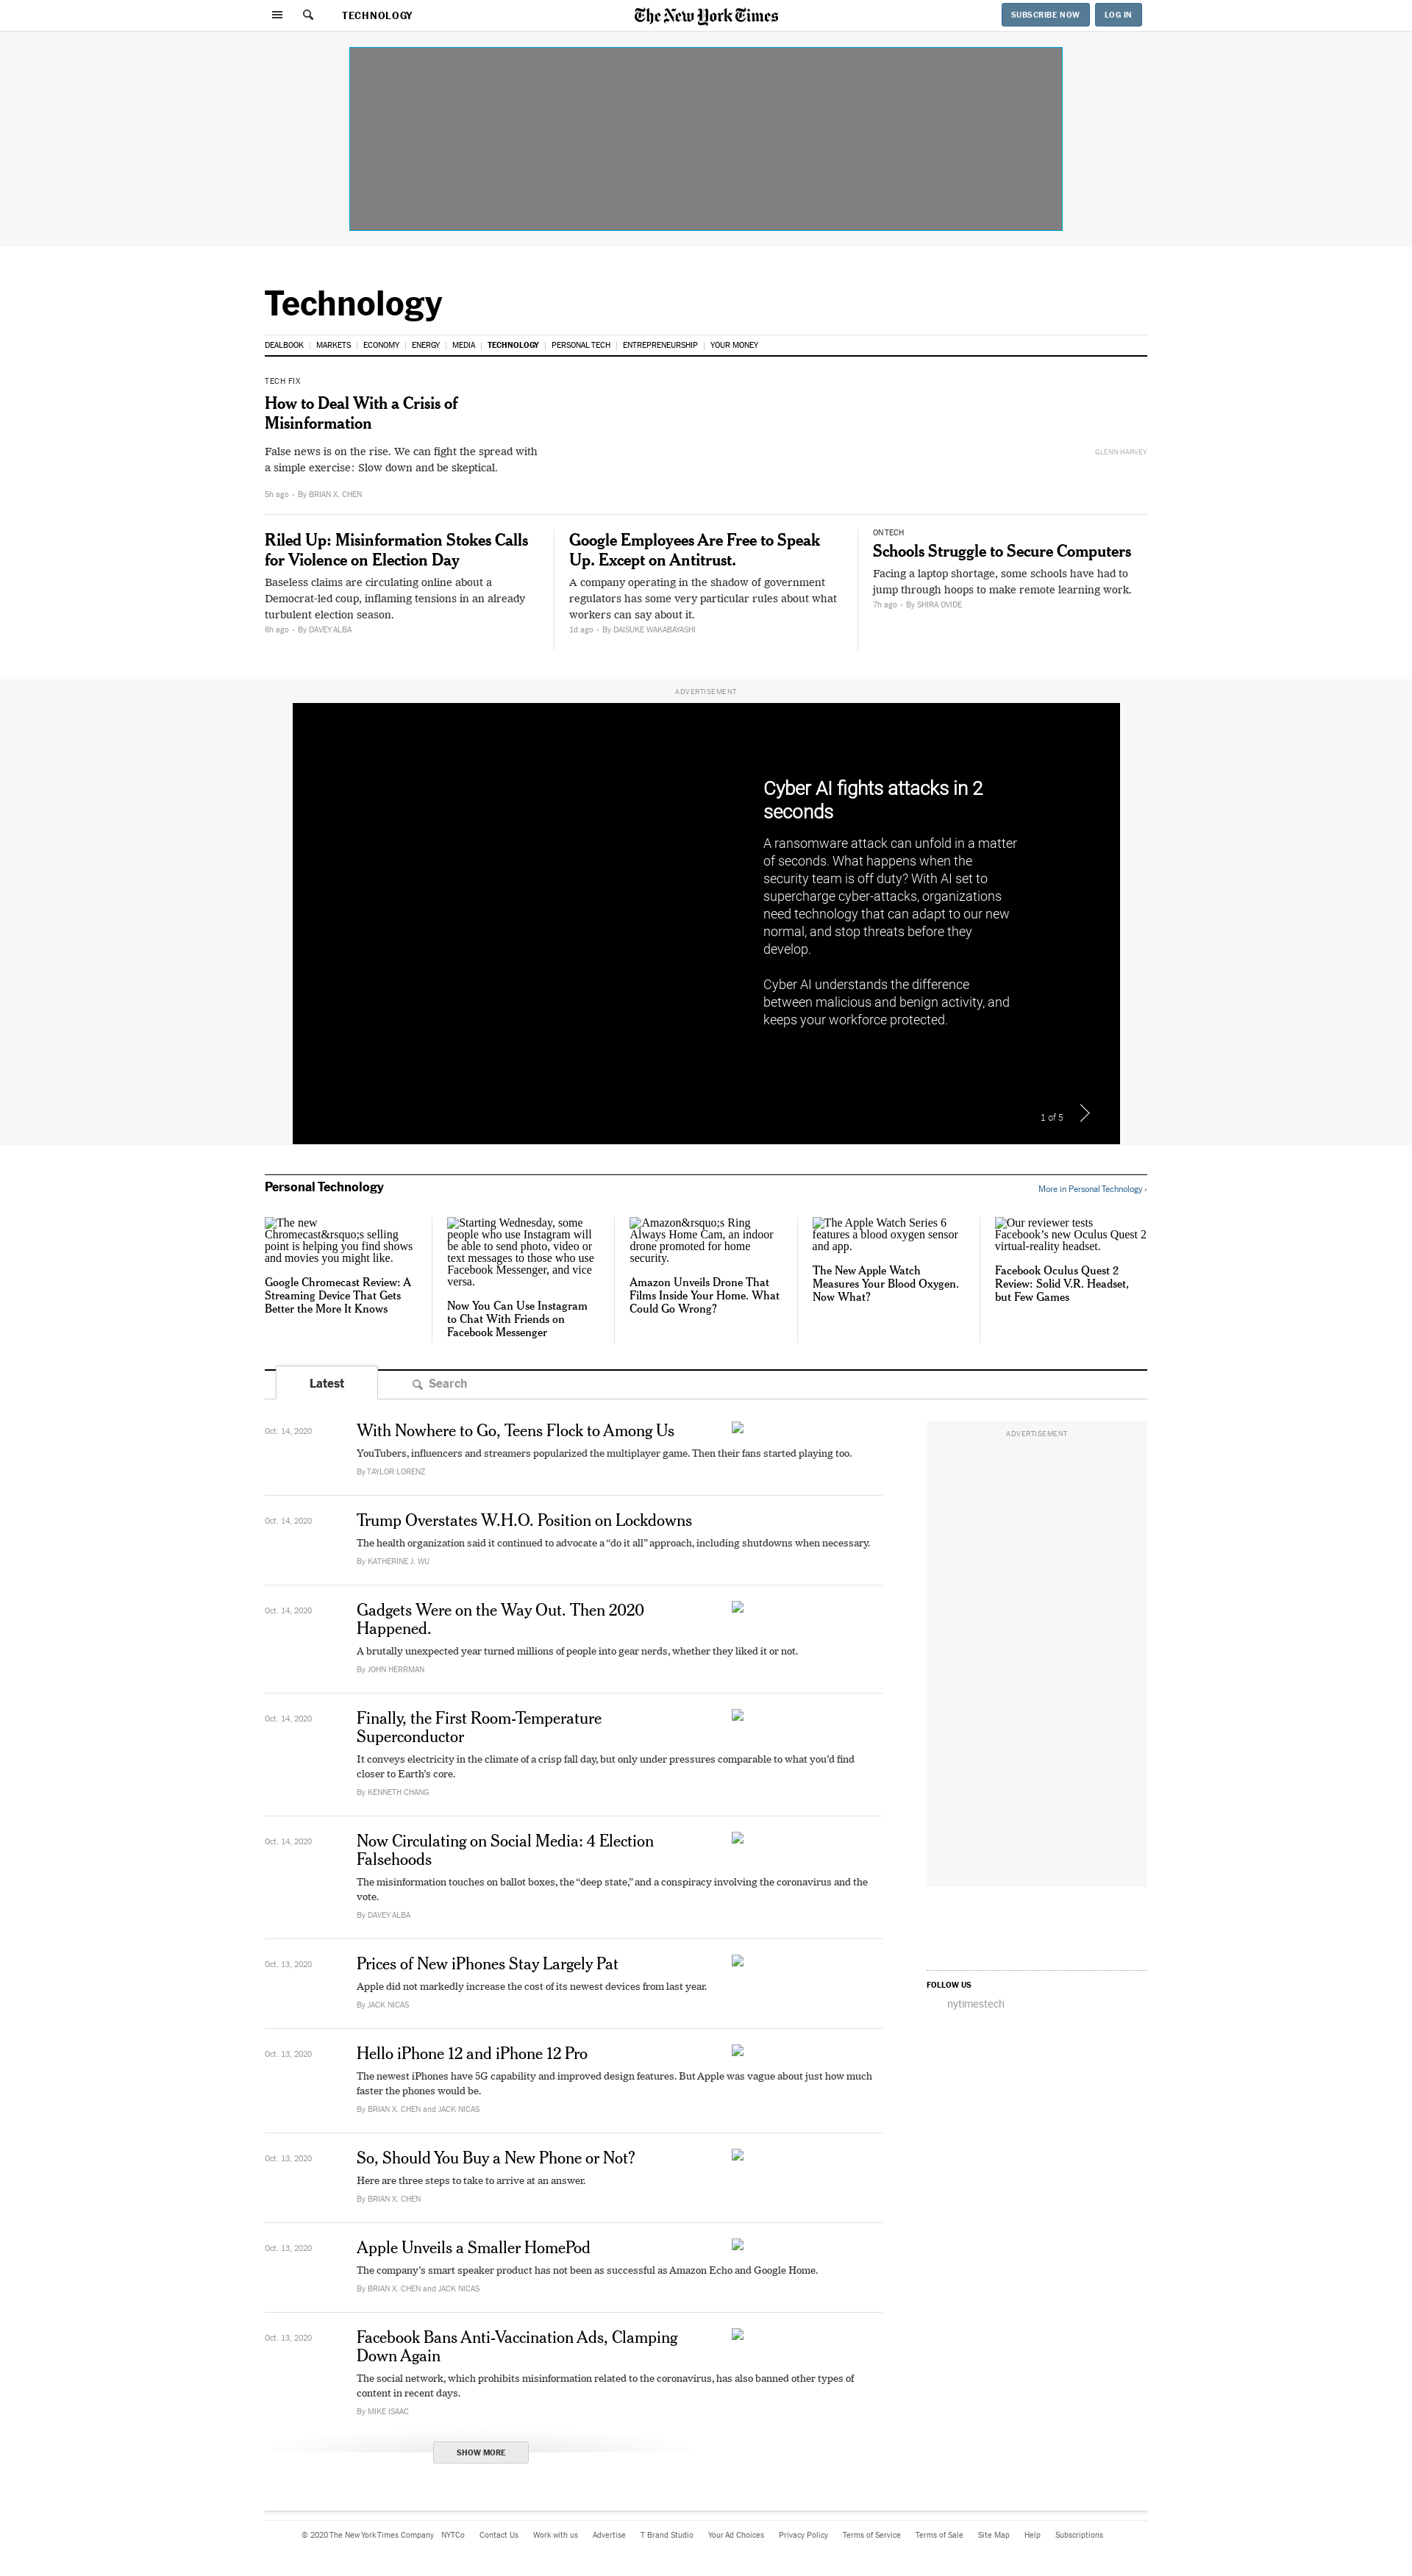 TECHNOLOGY
The New York Times
SUBSCRIBE NOW
LOG IN
Technology
DEALBOOK | MARKETS | ECONOMY | ENERGY | MEDIA | TECHNOLOGY | PERSONAL TECH | ENTREPRENEURSHIP | YOUR MONEY
TECH FIX
How to Deal With a Crisis of
Misinformation
False news is on the rise. We can fight the spread with
a simple exercise: Slow down and be skeptical.
GLENN HARVEY
5h ago • By BRIAN X. CHEN
Riled Up: Misinformation Stokes Calls
for Violence on Election Day
Baseless claims are circulating online about a
Democrat-led coup, inflaming tensions in an already
turbulent election season.
6h ago • By DAVEY ALBA
Google Employees Are Free to Speak
Up. Except on Antitrust.
A company operating in the shadow of government
regulators has some very particular rules about what
workers can say about it.
1d ago • By DAISUKE WAKABAYASHI
ON TECH
Schools Struggle to Secure Computers
Facing a laptop shortage, some schools have had to
jump through hoops to make remote learning work.
7h ago • By SHIRA OVIDE
ADVERTISEMENT
Cyber AI fights attacks in 2
seconds
A ransomware attack can unfold in a matter
of seconds. What happens when the
security team is off duty? With AI set to
supercharge cyber-attacks, organizations
need technology that can adapt to our new
normal, and stop threats before they
develop.
Cyber AI understands the difference
between malicious and benign activity, and
keeps your workforce protected.
1 of 5
Personal Technology
More in Personal Technology ›
The new
Chromecast&rsquo;s selling
point is helping you find shows
and movies you might like.
Google Chromecast Review: A
Streaming Device That Gets
Better the More It Knows
Starting Wednesday, some
people who use Instagram will
be able to send photo, video or
text messages to those who use
Facebook Messenger, and vice
versa.
Now You Can Use Instagram
to Chat With Friends on
Facebook Messenger
Amazon&rsquo;s Ring
Always Home Cam, an indoor
drone promoted for home
security.
Amazon Unveils Drone That
Films Inside Your Home. What
Could Go Wrong?
The Apple Watch Series 6
features a blood oxygen sensor
and app.
The New Apple Watch
Measures Your Blood Oxygen.
Now What?
Our reviewer tests
Facebook’s new Oculus Quest 2
virtual-reality headset.
Facebook Oculus Quest 2
Review: Solid V.R. Headset,
but Few Games
Latest
Search
Oct. 14, 2020
With Nowhere to Go, Teens Flock to Among Us
YouTubers, influencers and streamers popularized the multiplayer game. Then their fans started playing too.
By TAYLOR LORENZ
Oct. 14, 2020
Trump Overstates W.H.O. Position on Lockdowns
The health organization said it continued to advocate a “do it all” approach, including shutdowns when necessary.
By KATHERINE J. WU
Oct. 14, 2020
Gadgets Were on the Way Out. Then 2020
Happened.
A brutally unexpected year turned millions of people into gear nerds, whether they liked it or not.
By JOHN HERRMAN
Oct. 14, 2020
Finally, the First Room-Temperature
Superconductor
It conveys electricity in the climate of a crisp fall day, but only under pressures comparable to what you’d find
closer to Earth’s core.
By KENNETH CHANG
Oct. 14, 2020
Now Circulating on Social Media: 4 Election
Falsehoods
The misinformation touches on ballot boxes, the “deep state,” and a conspiracy involving the coronavirus and the
vote.
By DAVEY ALBA
Oct. 13, 2020
Prices of New iPhones Stay Largely Pat
Apple did not markedly increase the cost of its newest devices from last year.
By JACK NICAS
Oct. 13, 2020
Hello iPhone 12 and iPhone 12 Pro
The newest iPhones have 5G capability and improved design features. But Apple was vague about just how much
faster the phones would be.
By BRIAN X. CHEN and JACK NICAS
Oct. 13, 2020
So, Should You Buy a New Phone or Not?
Here are three steps to take to arrive at an answer.
By BRIAN X. CHEN
Oct. 13, 2020
Apple Unveils a Smaller HomePod
The company’s smart speaker product has not been as successful as Amazon Echo and Google Home.
By BRIAN X. CHEN and JACK NICAS
Oct. 13, 2020
Facebook Bans Anti-Vaccination Ads, Clamping
Down Again
The social network, which prohibits misinformation related to the coronavirus, has also banned other types of
content in recent days.
By MIKE ISAAC
SHOW MORE
ADVERTISEMENT
FOLLOW US
nytimestech
© 2020 The New York Times Company NYTCo Contact Us Work with us Advertise T Brand Studio Your Ad Choices Privacy Policy Terms of Service Terms of Sale Site Map Help Subscriptions